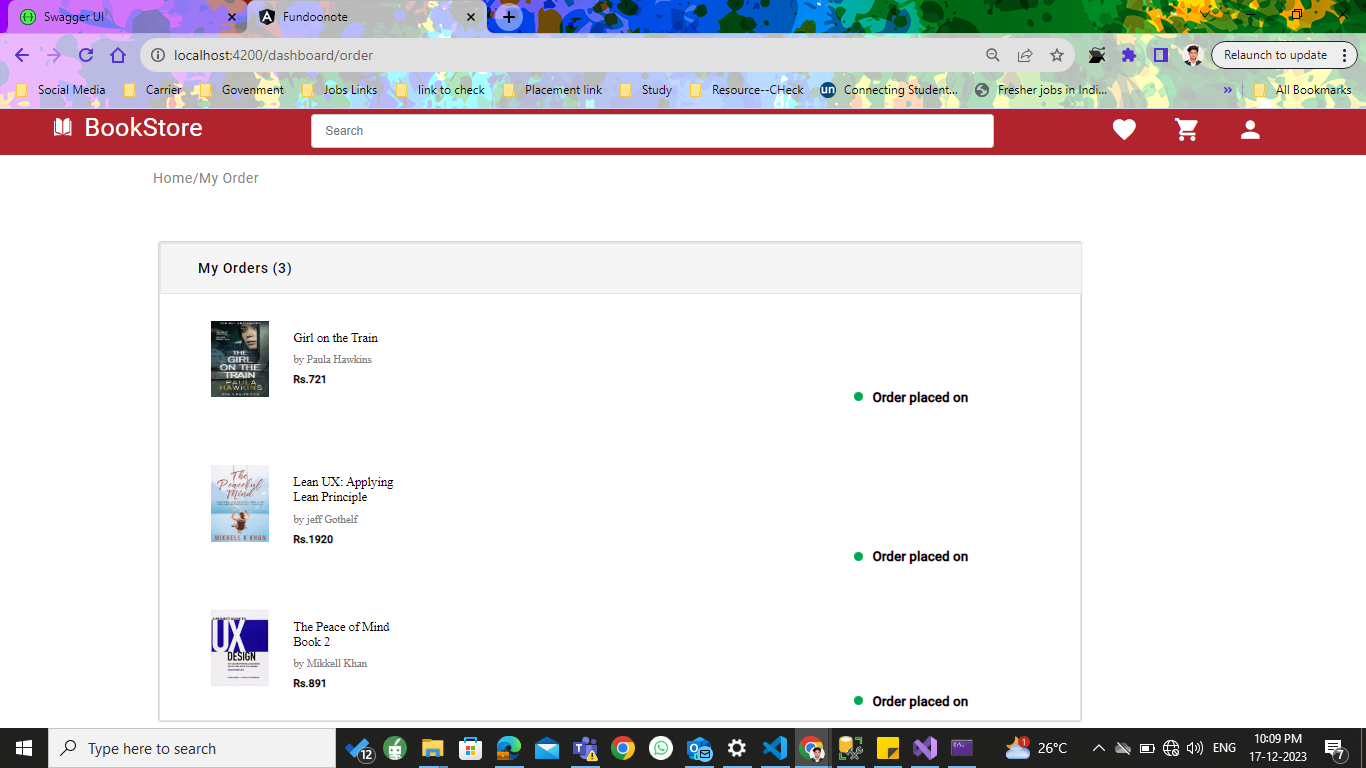 Swagger UI
Fundoonote
localhost:4200/dashboard/order
Relaunch to update
Social Media
Carrier
Govenment
Jobs Links
link to check
Placement link
Study
Resource--CHeck
un
Connecting Student...
Fresher jobs in Indi...
»
All Bookmarks
BookStore
Search
Home/My Order
My Orders (3)
THE
GIRL
ON THE
TRAIN
PAULA
HAWKINS
Girl on the Train
by Paula Hawkins
Rs.721
Order placed on
The
Peaceful
Mind
MIKKELL K KHAN
Lean UX: Applying
Lean Principle
by jeff Gothelf
Rs.1920
Order placed on
UX
DESIGN
The Peace of Mind
Book 2
by Mikkell Khan
Rs.891
Order placed on
Type here to search
12
1
26°C
ENG
10:09 PM
17-12-2023
7